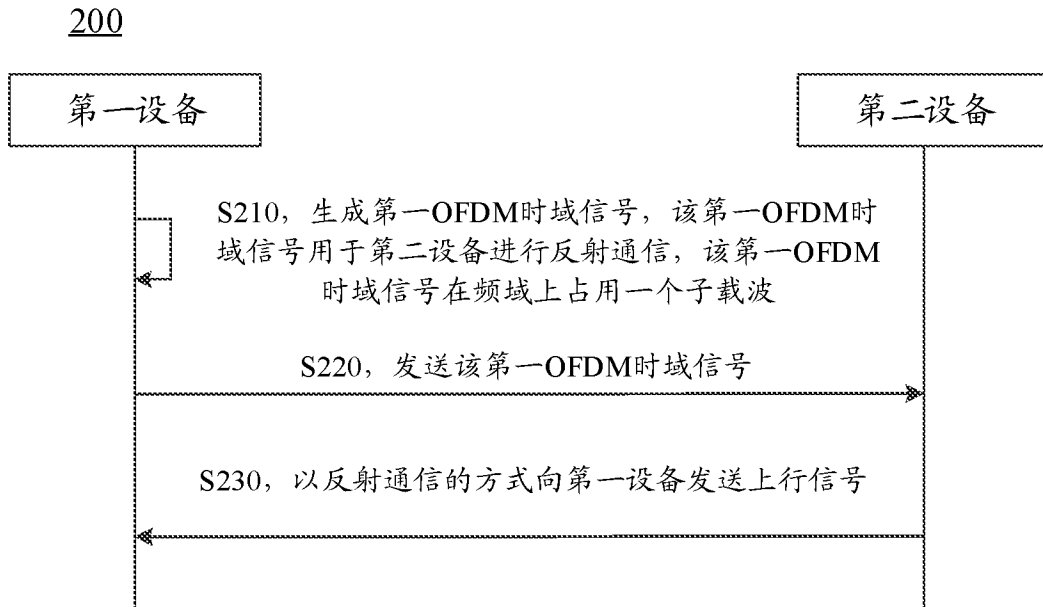 200
第一设备
第二设备
S210，生成第一OFDM时域信号，该第一OFDM时
域信号用于第二设备进行反射通信，该第一OFDM
时域信号在频域上占用一个子载波
S220，发送该第一OFDM时域信号
S230，以反射通信的方式向第一设备发送上行信号